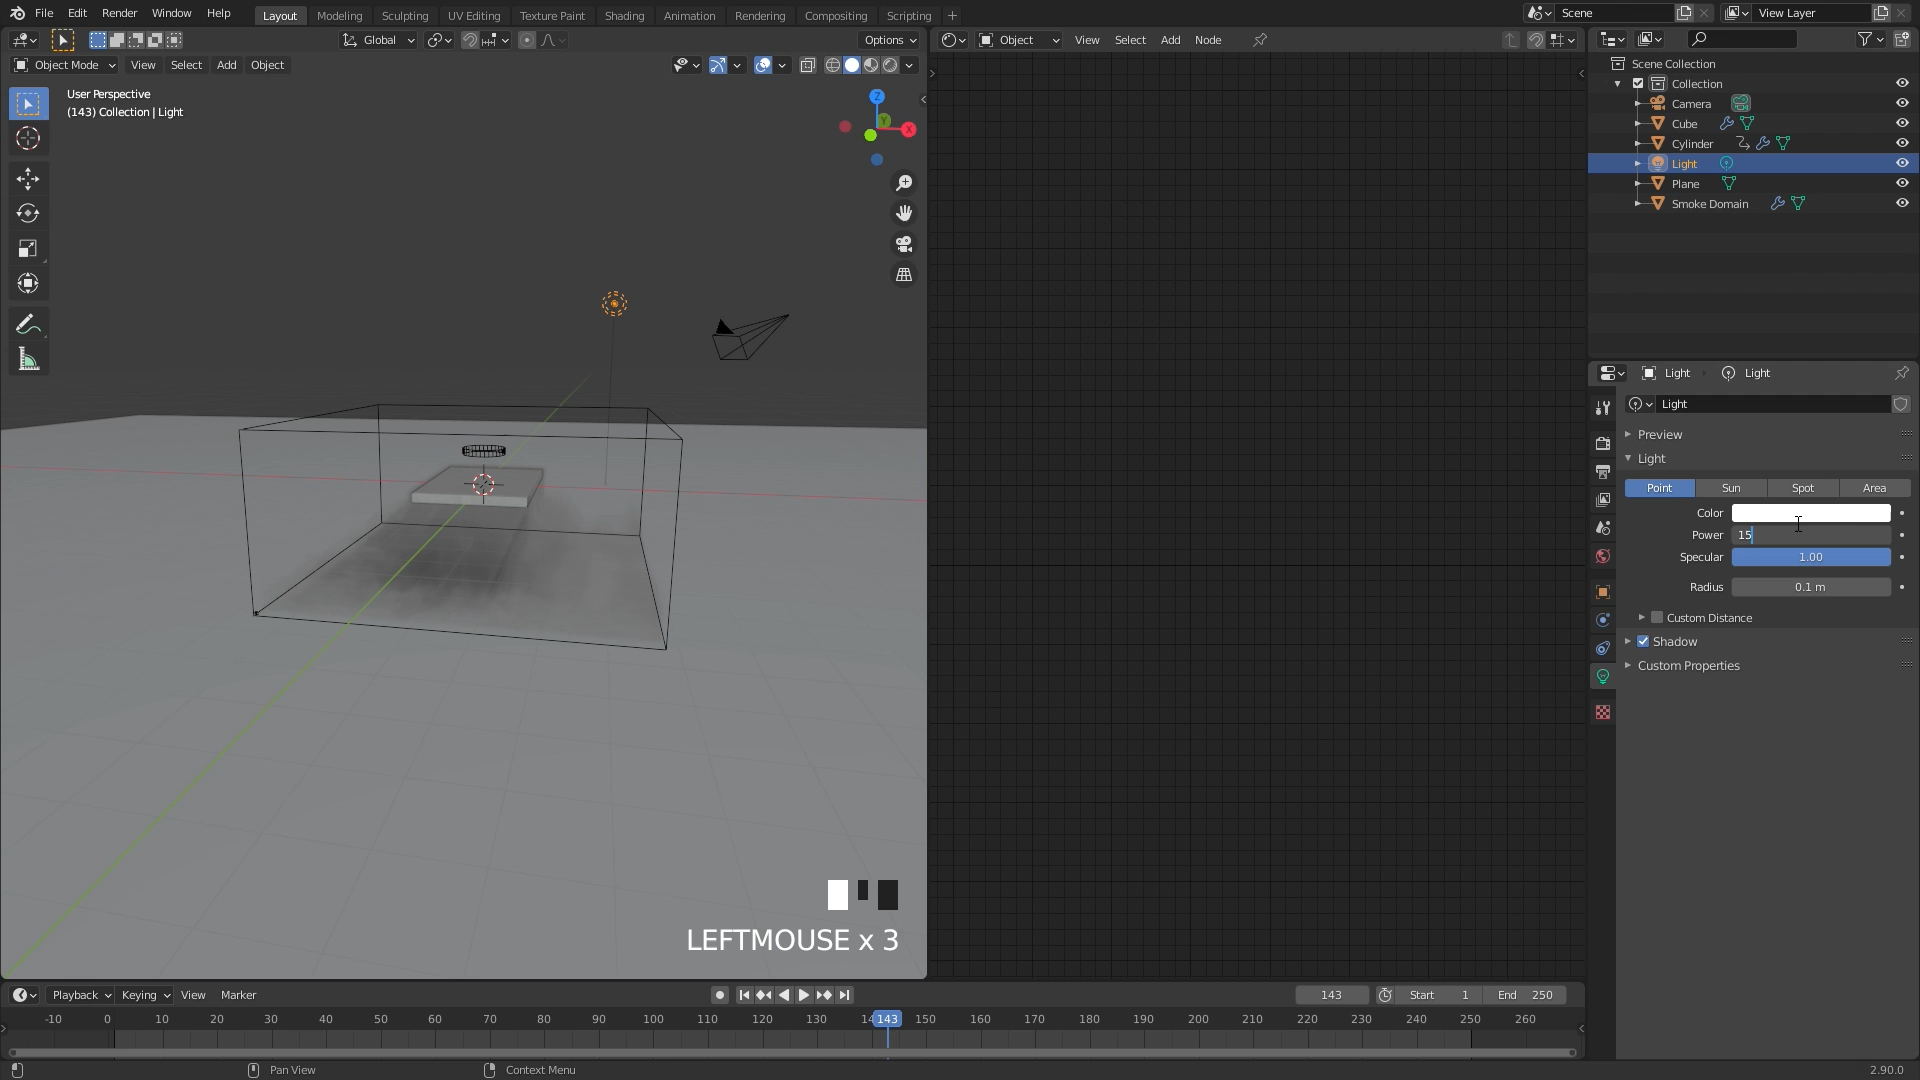 File Edit Render Window Help Layout Modeling Sculpting UV Editing Texture Paint Shading Animation Rendering Compositing Scripting + Scene View Layer
Global Options Object View Select Add Node
Object Mode View Select Add Object
User Perspective
(143) Collection | Light
Z
Y
X
LEFTMOUSE x 3
Scene Collection
Collection
Camera
Cube
Cylinder
Light
Plane
Smoke Domain
Light Light
Light
Preview
Light
Point Sun Spot Area
Color
Power 15
Specular 1.00
Radius 0.1 m
Custom Distance
Shadow
Custom Properties
Playback Keying View Marker 143 Start 1 End 250
-10 0 10 20 30 40 50 60 70 80 90 100 110 120 130 14 143 150 160 170 180 190 200 210 220 230 240 250 260
Pan View Context Menu 2.90.0